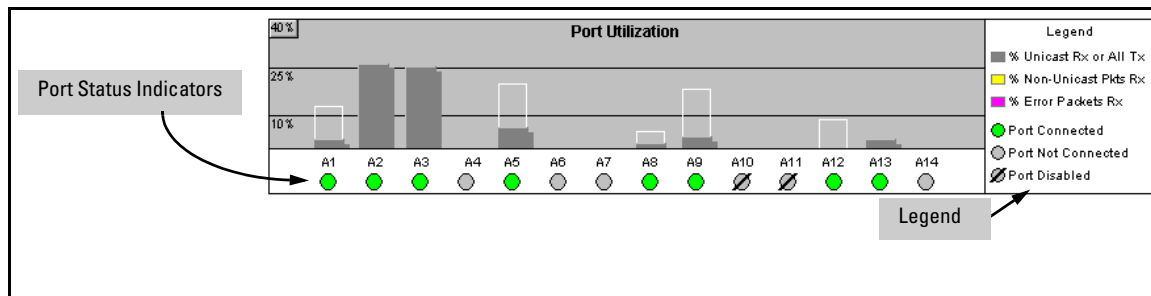 40 %
Port Utilization
Legend
% Unicast Rx or All Tx
25 %
% Non-Unicast Pkts Rx
Port Status Indicators
% Error Packets Rx
10 %
Port Connected
A1 A2 A3 A4 A5 A6 A7 A8 A9 A10 A11 A12 A13 A14
Port Not Connected
Port Disabled
Legend